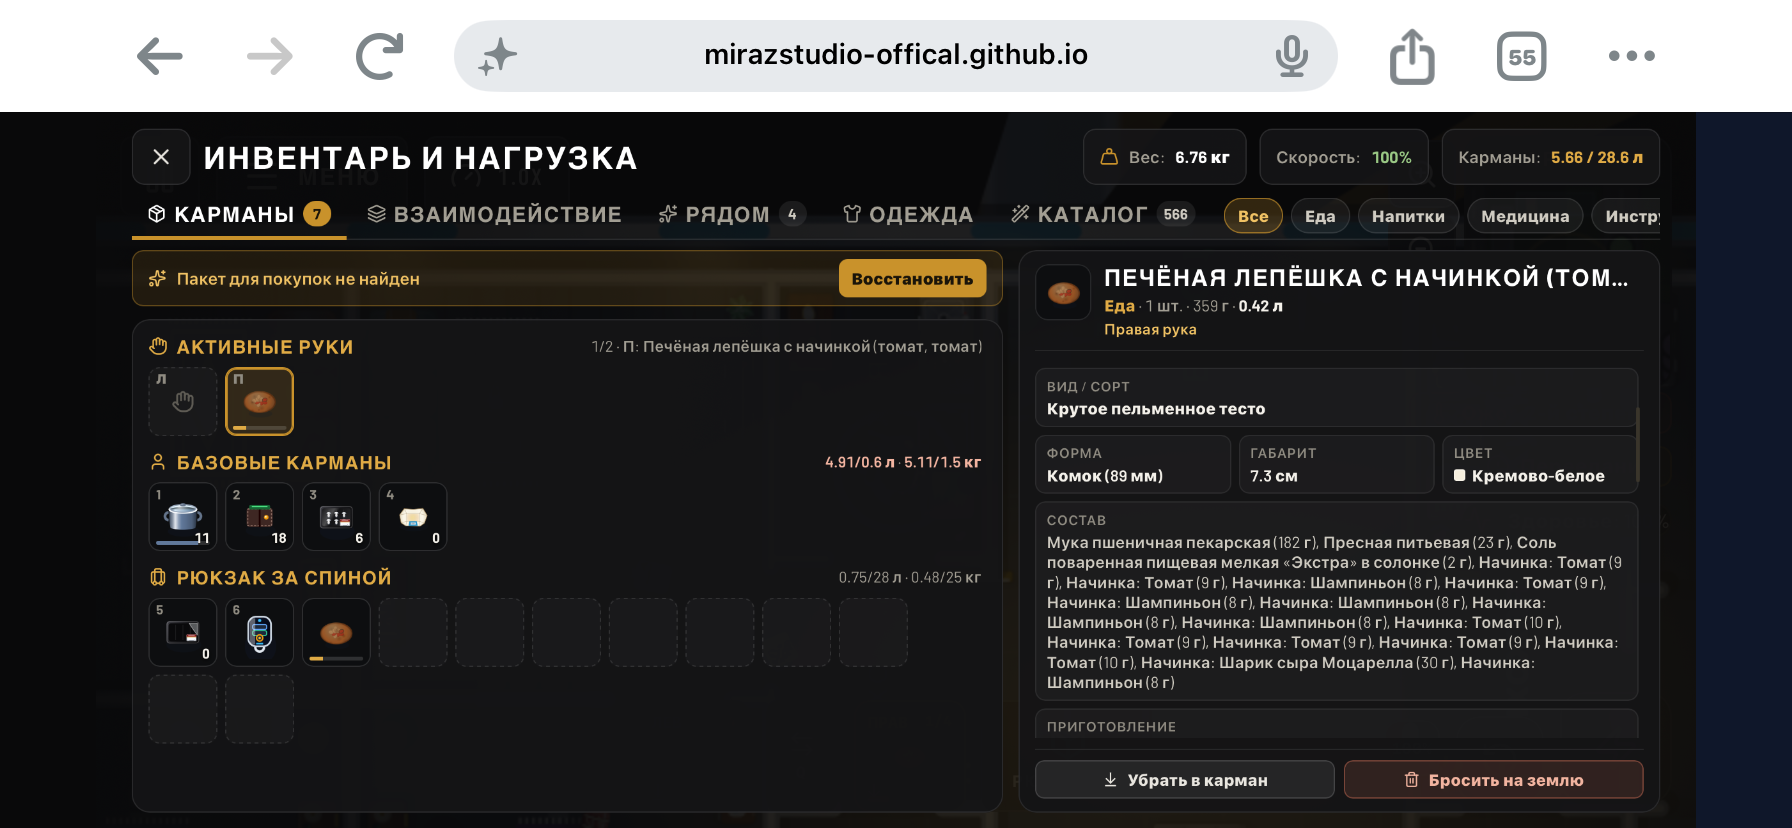 mirazstudio-offical.github.io
55
ИНВЕНТАРЬ И НАГРУЗКА
Вес: 6.76 кг
Скорость: 100%
Карманы: 5.66 / 28.6 л
КАРМАНЫ 7
ВЗАИМОДЕЙСТВИЕ
РЯДОМ 4
ОДЕЖДА
КАТАЛОГ 566
Все
Еда
Напитки
Медицина
Инстру
Пакет для покупок не найден
Восстановить
АКТИВНЫЕ РУКИ
1/2 · П: Печёная лепёшка с начинкой (томат, томат)
Л
П
БАЗОВЫЕ КАРМАНЫ
4.91/0.6 л · 5.11/1.5 кг
1
11
2
18
3
6
4
0
РЮКЗАК ЗА СПИНОЙ
0.75/28 л · 0.48/25 кг
5
0
6
ПЕЧЁНАЯ ЛЕПЁШКА С НАЧИНКОЙ (ТОМ...
Еда · 1 шт. · 359 г · 0.42 л
Правая рука
ВИД / СОРТ
Крутое пельменное тесто
ФОРМА
Комок (89 мм)
ГАБАРИТ
7.3 см
ЦВЕТ
Кремово-белое
СОСТАВ
Мука пшеничная пекарская (182 г), Пресная питьевая (23 г), Соль
поваренная пищевая мелкая «Экстра» в солонке (2 г), Начинка: Томат (9
г), Начинка: Томат (9 г), Начинка: Шампиньон (8 г), Начинка: Томат (9 г),
Начинка: Шампиньон (8 г), Начинка: Шампиньон (8 г), Начинка:
Шампиньон (8 г), Начинка: Шампиньон (8 г), Начинка: Томат (10 г),
Начинка: Томат (9 г), Начинка: Томат (9 г), Начинка: Томат (9 г), Начинка:
Томат (10 г), Начинка: Шарик сыра Моцарелла (30 г), Начинка:
Шампиньон (8 г)
ПРИГОТОВЛЕНИЕ
Убрать в карман
Бросить на землю